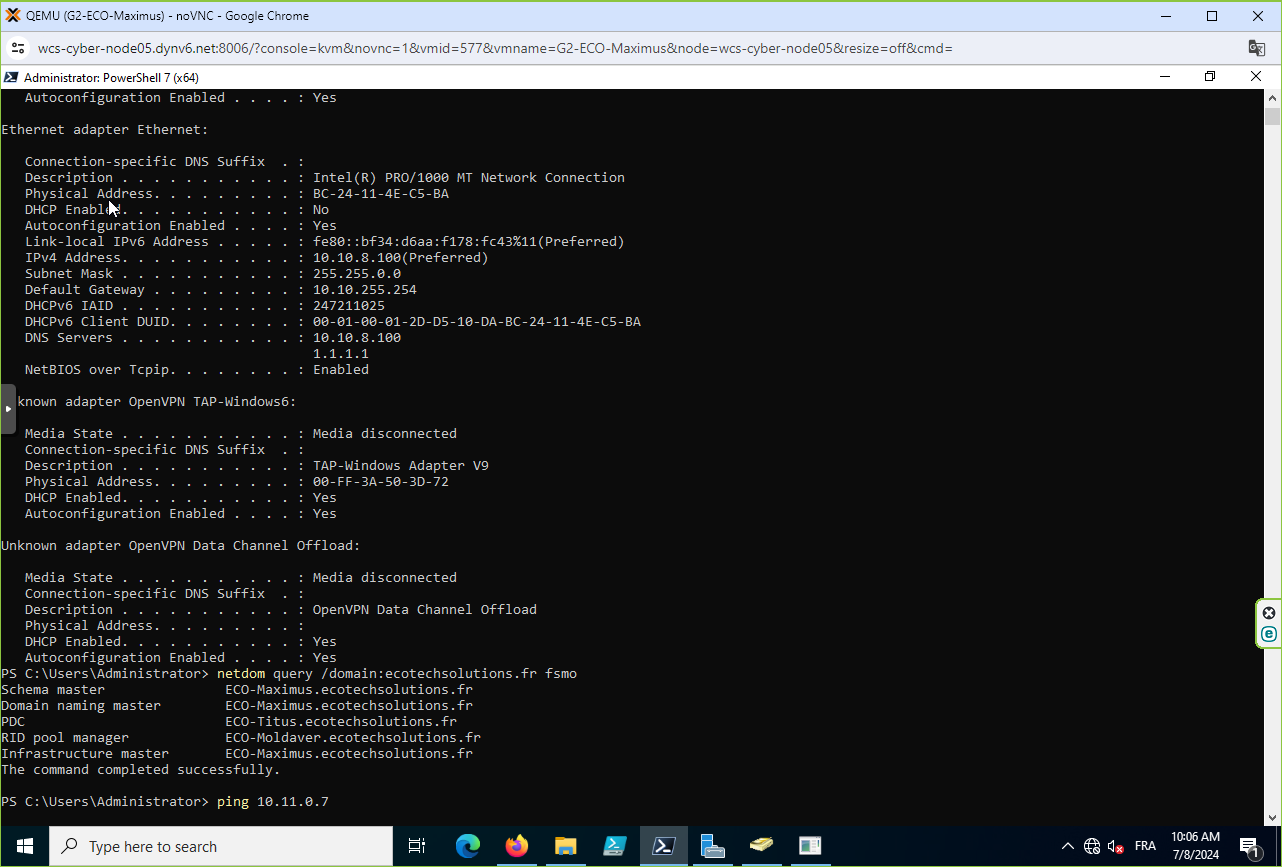 QEMU (G2-ECO-Maximus) - noVNC - Google Chrome
wcs-cyber-node05.dynv6.net:8006/?console=kvm&novnc=1&vmid=577&vmname=G2-ECO-Maximus&node=wcs-cyber-node05&resize=off&cmd=
Administrator: PowerShell 7 (x64)
Autoconfiguration Enabled . . . . : Yes
Ethernet adapter Ethernet:
Connection-specific DNS Suffix  . :
Description . . . . . . . . . . . : Intel(R) PRO/1000 MT Network Connection
Physical Address. . . . . . . . . : BC-24-11-4E-C5-BA
DHCP Enabled. . . . . . . . . . . : No
Autoconfiguration Enabled . . . . : Yes
Link-local IPv6 Address . . . . . : fe80::bf34:d6aa:f178:fc43%11(Preferred)
IPv4 Address. . . . . . . . . . . : 10.10.8.100(Preferred)
Subnet Mask . . . . . . . . . . . : 255.255.0.0
Default Gateway . . . . . . . . . : 10.10.255.254
DHCPv6 IAID . . . . . . . . . . . : 247211025
DHCPv6 Client DUID. . . . . . . . : 00-01-00-01-2D-D5-10-DA-BC-24-11-4E-C5-BA
DNS Servers . . . . . . . . . . . : 10.10.8.100
1.1.1.1
NetBIOS over Tcpip. . . . . . . . : Enabled
known adapter OpenVPN TAP-Windows6:
Media State . . . . . . . . . . . : Media disconnected
Connection-specific DNS Suffix  . :
Description . . . . . . . . . . . : TAP-Windows Adapter V9
Physical Address. . . . . . . . . : 00-FF-3A-50-3D-72
DHCP Enabled. . . . . . . . . . . : Yes
Autoconfiguration Enabled . . . . : Yes
Unknown adapter OpenVPN Data Channel Offload:
Media State . . . . . . . . . . . : Media disconnected
Connection-specific DNS Suffix  . :
Description . . . . . . . . . . . : OpenVPN Data Channel Offload
Physical Address. . . . . . . . . :
DHCP Enabled. . . . . . . . . . . : Yes
Autoconfiguration Enabled . . . . : Yes
PS C:\Users\Administrator> netdom query /domain:ecotechsolutions.fr fsmo
Schema master               ECO-Maximus.ecotechsolutions.fr
Domain naming master        ECO-Maximus.ecotechsolutions.fr
PDC                         ECO-Titus.ecotechsolutions.fr
RID pool manager            ECO-Moldaver.ecotechsolutions.fr
Infrastructure master       ECO-Maximus.ecotechsolutions.fr
The command completed successfully.
PS C:\Users\Administrator> ping 10.11.0.7
Type here to search
FRA
10:06 AM
7/8/2024
1